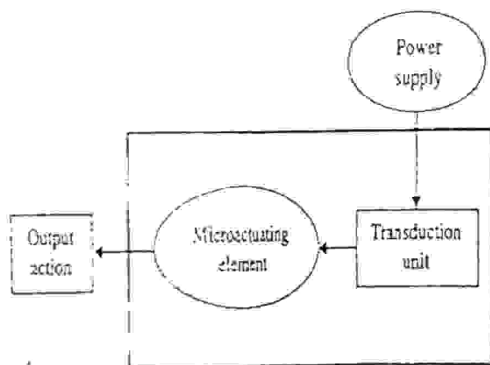 Power
supply
Output
action
Microactuating
element
Transduction
unit